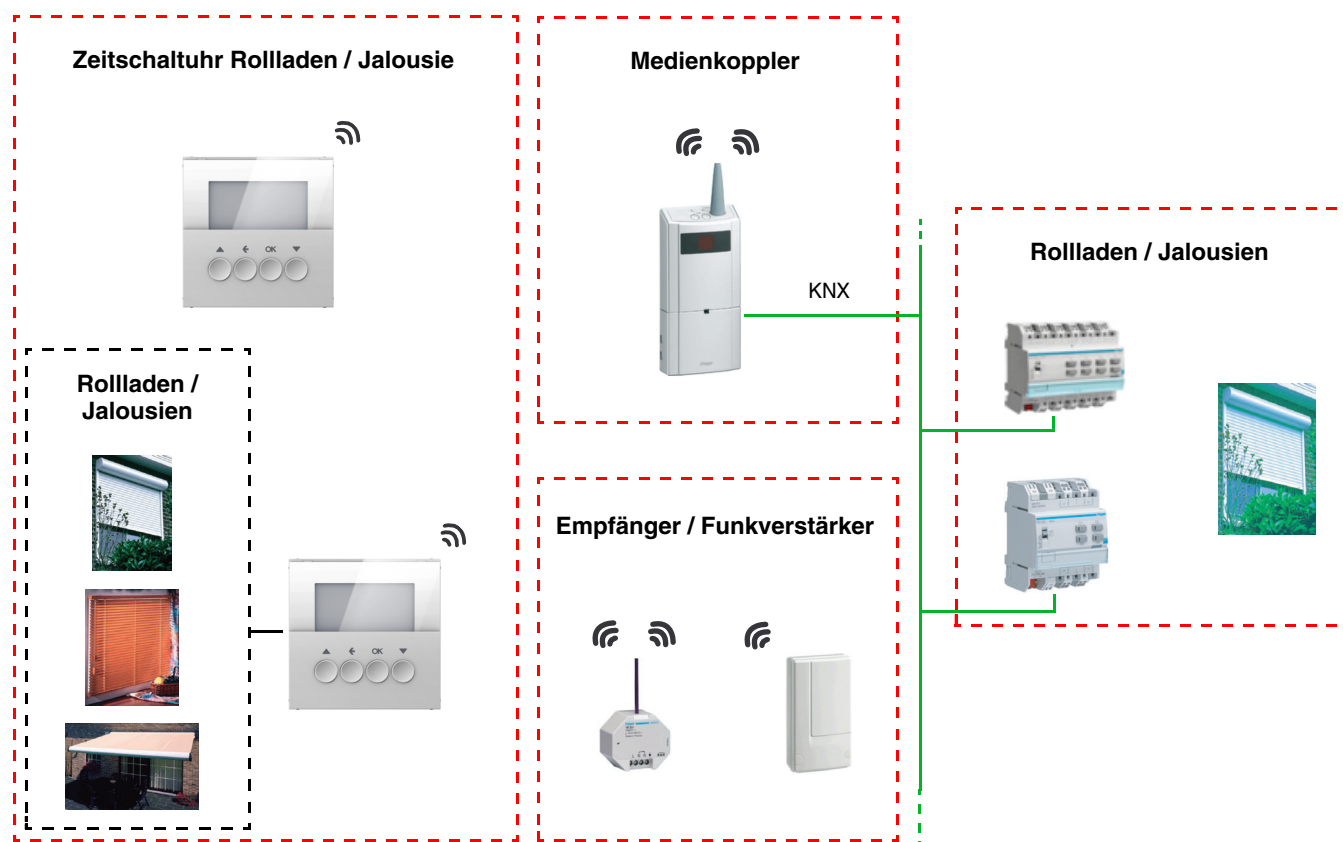 Zeitschaltuhr Rollladen / Jalousie
OK
Rollladen /
Jalousien
OK
Medienkoppler
KNX
Empfänger / Funkverstärker
Rollladen / Jalousien